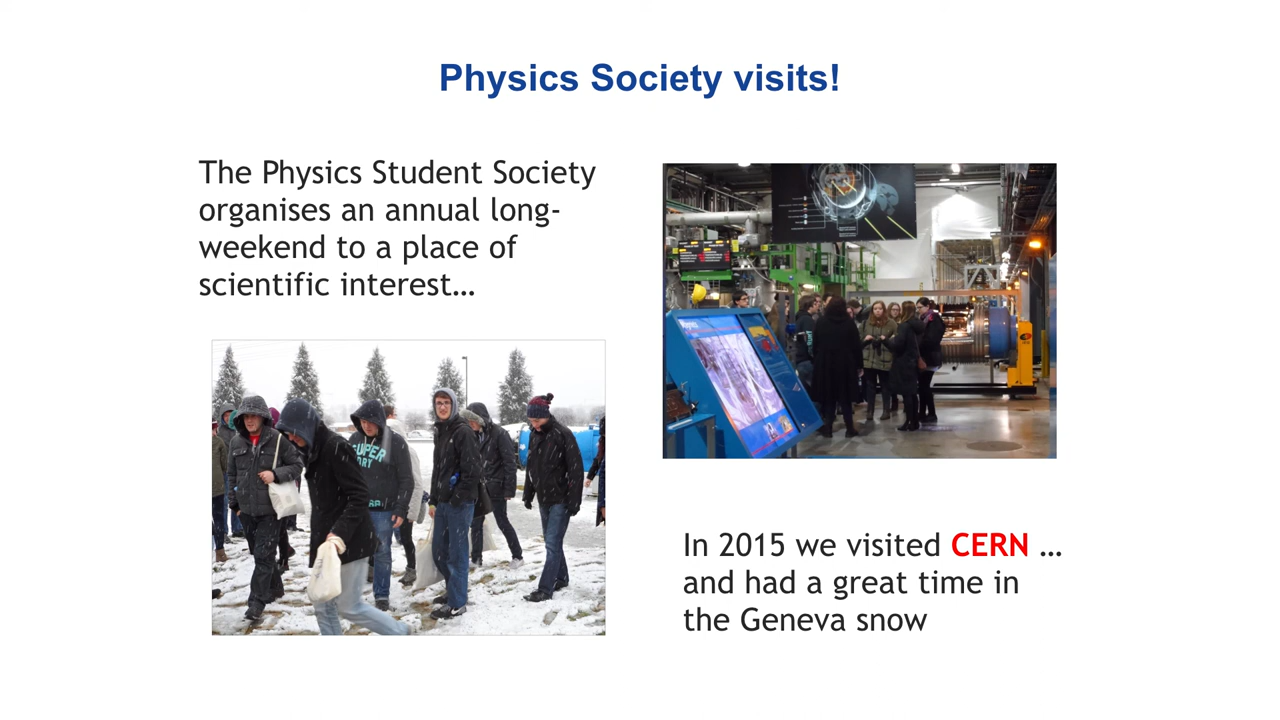 Physics Society visits!
The Physics Student Society
organises an annual long-
weekend to a place of
scientific interest…
In 2015 we visited CERN …
and had a great time in
the Geneva snow